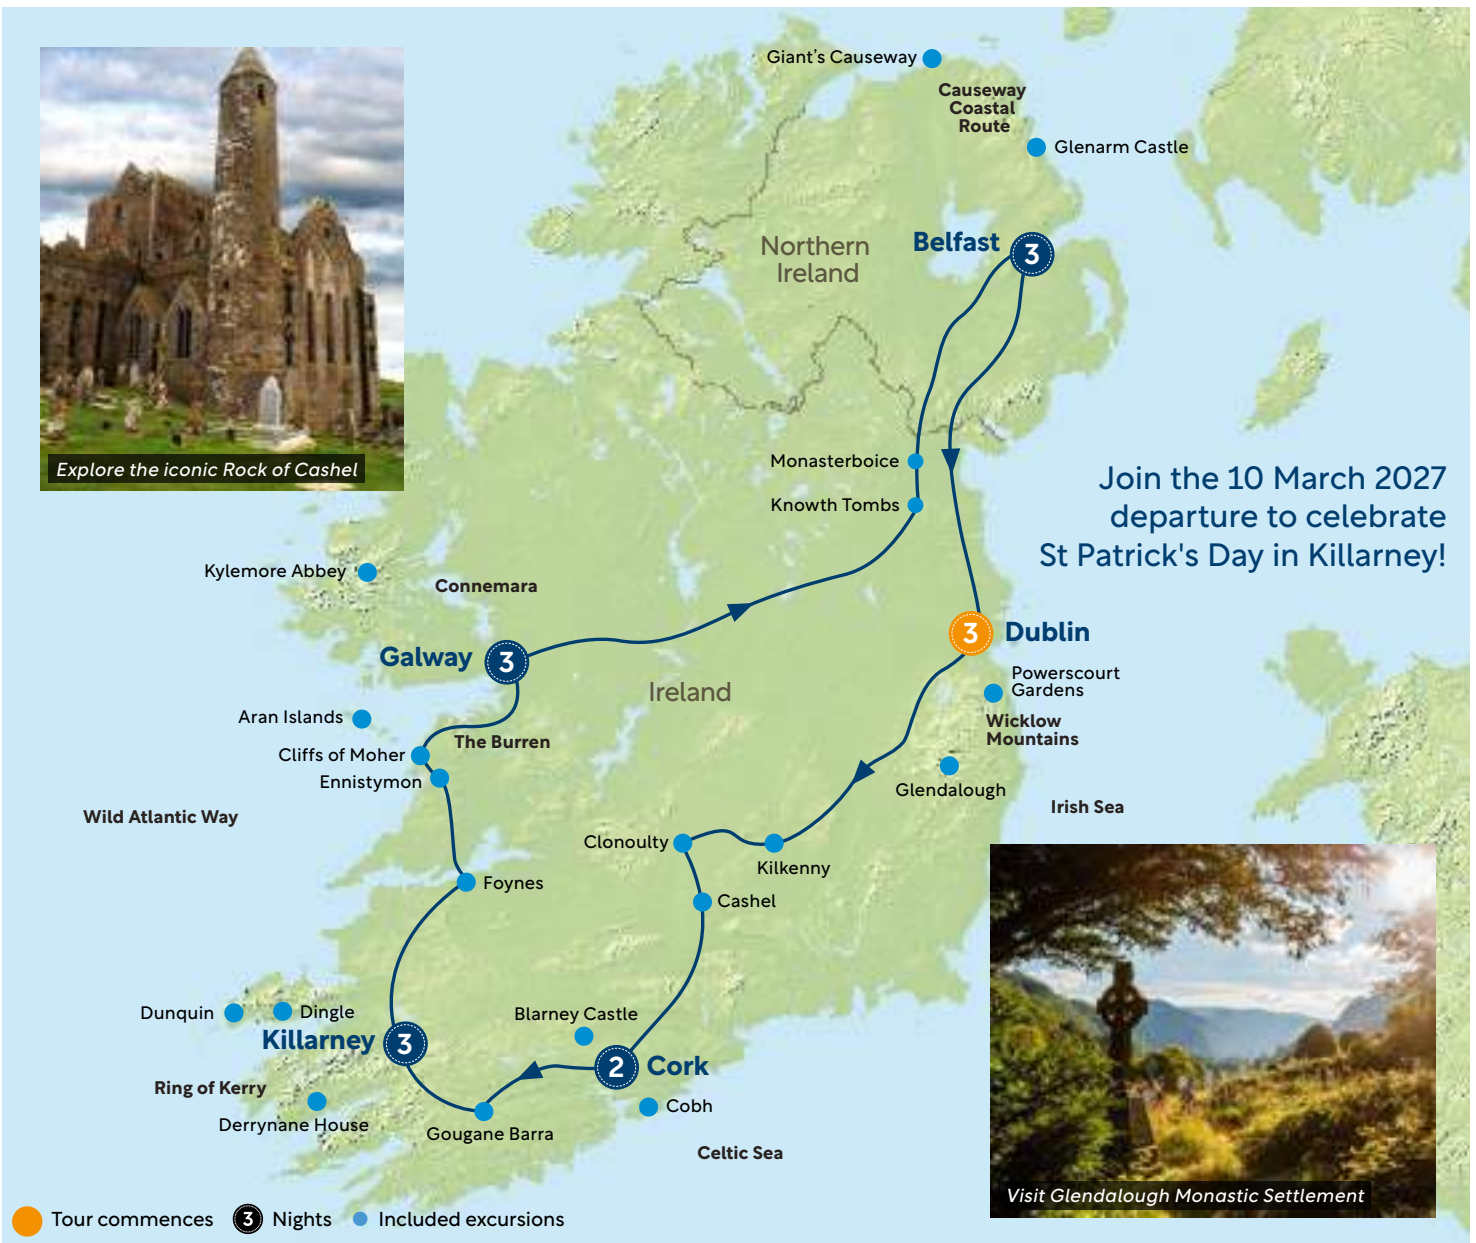 Giant's Causeway
Causeway
Coastal
Route
Glenarm Castle
Northern
Ireland
Belfast
3
Explore the iconic Rock of Cashel
Monasterboice
Knowth Tombs
Join the 10 March 2027
departure to celebrate
St Patrick's Day in Killarney!
Kylemore Abbey
Connemara
3
Dublin
Galway
3
Ireland
Powerscourt
Gardens
Aran Islands
Wicklow
Mountains
The Burren
Cliffs of Moher
Ennistymon
Glendalough
Wild Atlantic Way
Irish Sea
Clonoulty
Kilkenny
Foynes
Cashel
Dunquin
Dingle
Blarney Castle
Killarney
3
2
Cork
Ring of Kerry
Cobh
Derrynane House
Gougane Barra
Celtic Sea
Visit Glendalough Monastic Settlement
Tour commences
3
Nights
Included excursions